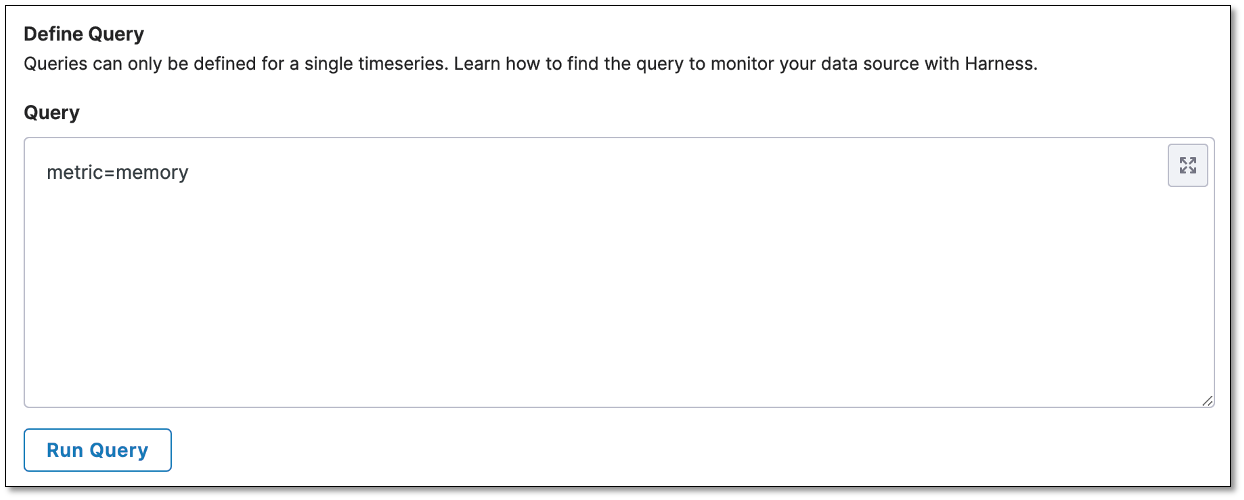 Define Query
Queries can only be defined for a single timeseries. Learn how to find the query to monitor your data source with Harness.
Query
metric=memory
Run Query